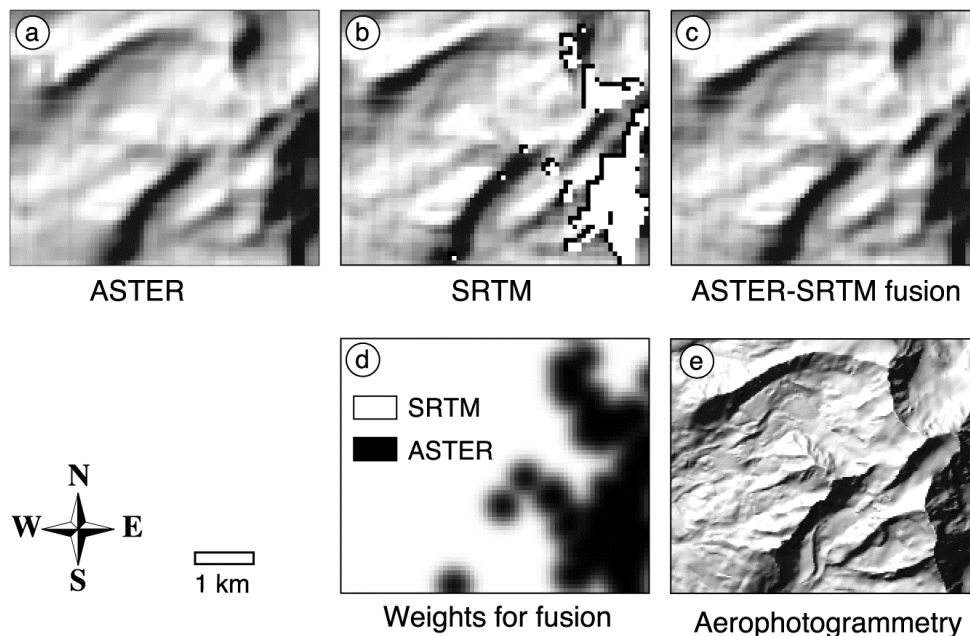 a
b
c
ASTER
SRTM
ASTER-SRTM fusion
d
SRTM
ASTER
e
N
W E
S
1 km
Weights for fusion
Aerophotogrammetry